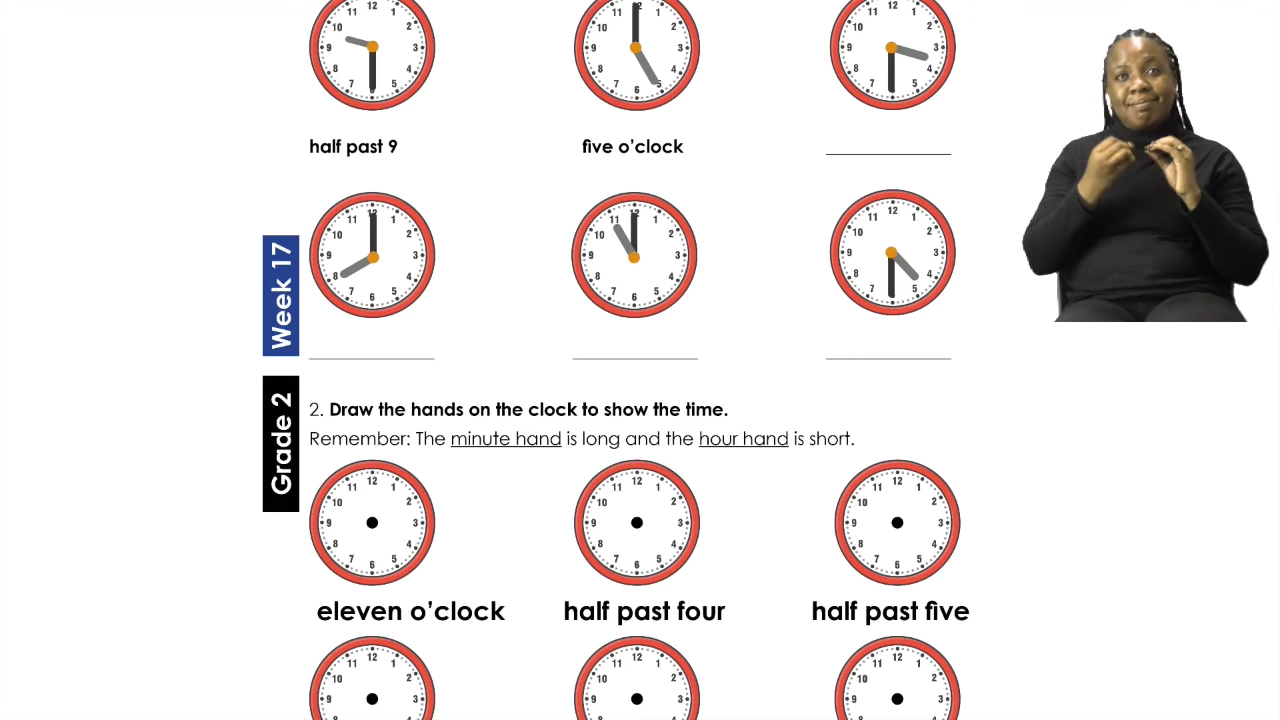 half past 9
five o’clock
Week 17
Grade 2
2. Draw the hands on the clock to show the time.
Remember: The minute hand is long and the hour hand is short.
eleven o’clock
half past four
half past five